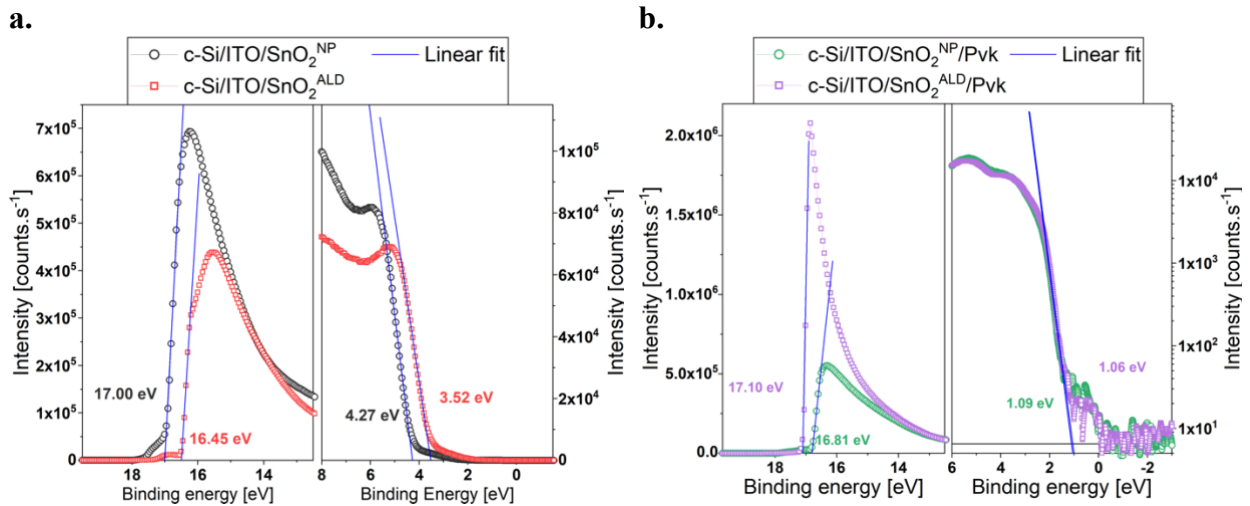 a.
c-Si/ITO/SnO₂ᴺᴾ Linear fit
c-Si/ITO/SnO₂ᴬᴸᴰ
Intensity [counts.s⁻¹]
7x10⁵
6x10⁵
5x10⁵
4x10⁵
3x10⁵
2x10⁵
1x10⁵
0
17.00 eV
16.45 eV
18 16 14
Binding energy [eV]
4.27 eV
3.52 eV
8 6 4 2 0
Binding Energy [eV]
1x10⁵
8x10⁴
6x10⁴
4x10⁴
2x10⁴
0
Intensity [counts.s⁻¹]
b.
c-Si/ITO/SnO₂ᴺᴾ/Pvk Linear fit
c-Si/ITO/SnO₂ᴬᴸᴰ/Pvk
Intensity [counts.s⁻¹]
2.0x10⁶
1.5x10⁶
1.0x10⁶
5.0x10⁵
0.0
17.10 eV
16.81 eV
18 16 14
Binding energy [eV]
1.06 eV
1.09 eV
6 4 2 0 -2
Binding energy [eV]
1x10⁴
1x10³
1x10²
1x10¹
Intensity [counts.s⁻¹]